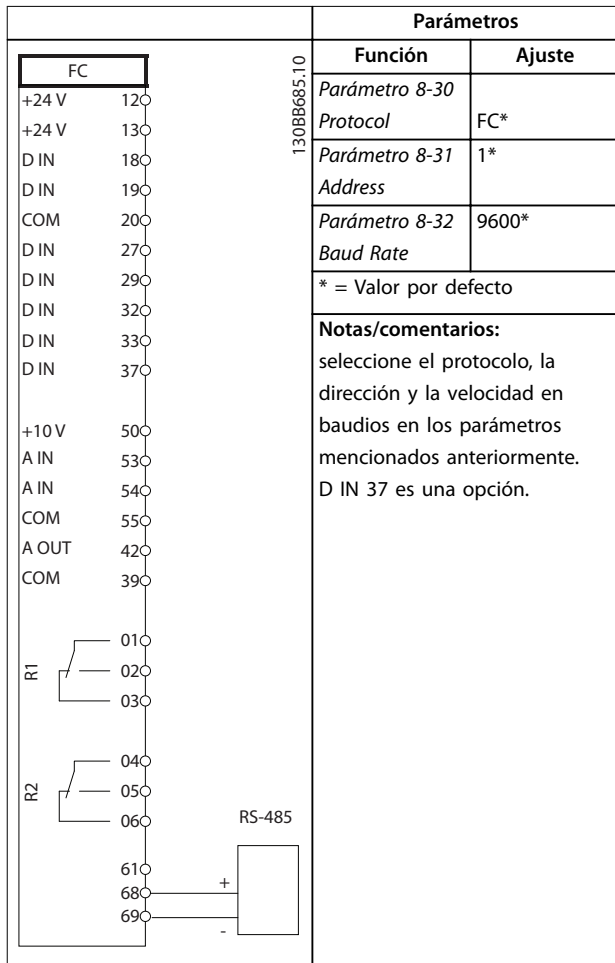 FC
+24 V 12
+24 V 13
D IN 18
D IN 19
COM 20
D IN 27
D IN 29
D IN 32
D IN 33
D IN 37
+10 V 50
A IN 53
A IN 54
COM 55
A OUT 42
COM 39
R1
01
02
03
R2
04
05
06
RS-485
61
68 +
69 -
130BB685.10
Parámetros
Función Ajuste
Parámetro 8-30
Protocol FC*
Parámetro 8-31 1*
Address
Parámetro 8-32 9600*
Baud Rate
* = Valor por defecto
Notas/comentarios:
seleccione el protocolo, la
dirección y la velocidad en
baudios en los parámetros
mencionados anteriormente.
D IN 37 es una opción.